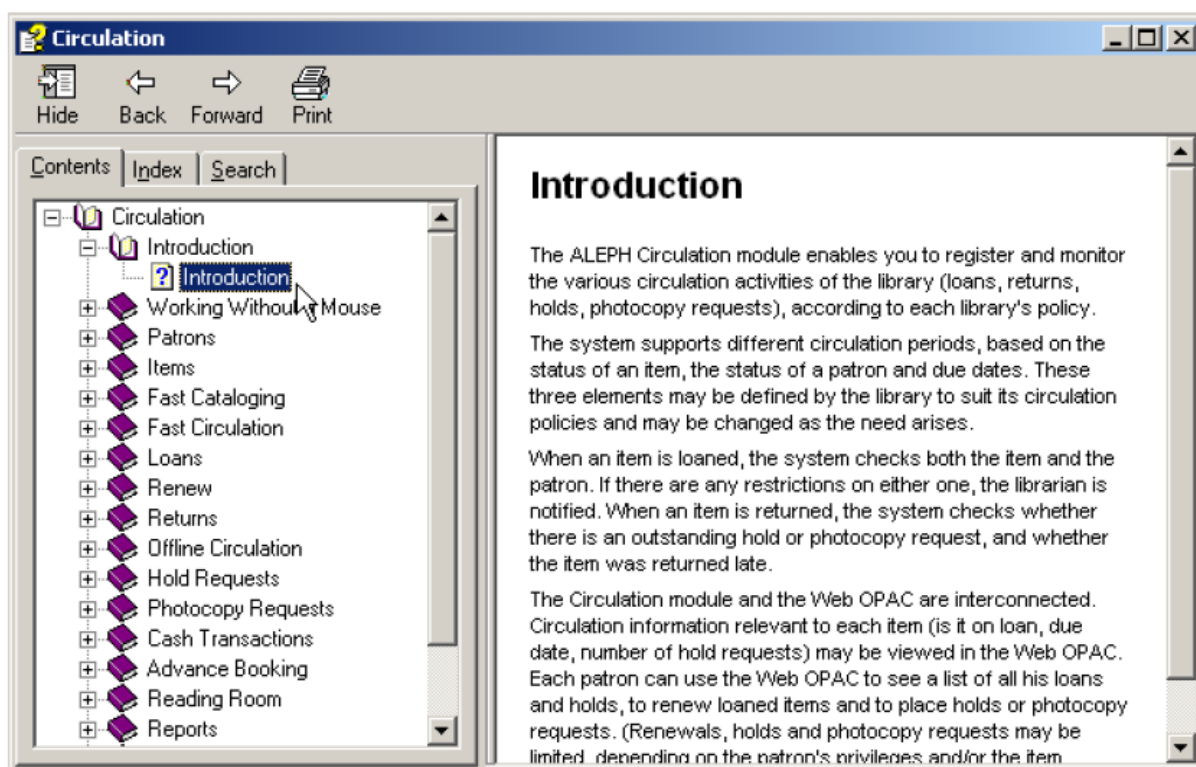 Circulation
Hide Back Forward Print
Contents Index Search
Circulation
Introduction
Introduction
Working Without Mouse
Patrons
Items
Fast Cataloging
Fast Circulation
Loans
Renew
Returns
Offline Circulation
Hold Requests
Photocopy Requests
Cash Transactions
Advance Booking
Reading Room
Reports
Introduction
The ALEPH Circulation module enables you to register and monitor
the various circulation activities of the library (loans, returns,
holds, photocopy requests), according to each library's policy.
The system supports different circulation periods, based on the
status of an item, the status of a patron and due dates. These
three elements may be defined by the library to suit its circulation
policies and may be changed as the need arises.
When an item is loaned, the system checks both the item and the
patron. If there are any restrictions on either one, the librarian is
notified. When an item is returned, the system checks whether
there is an outstanding hold or photocopy request, and whether
the item was returned late.
The Circulation module and the Web OPAC are interconnected.
Circulation information relevant to each item (is it on loan, due
date, number of hold requests) may be viewed in the Web OPAC.
Each patron can use the Web OPAC to see a list of all his loans
and holds, to renew loaned items and to place holds or photocopy
requests. (Renewals, holds and photocopy requests may be
limited, depending on the patron's privileges and/or the item